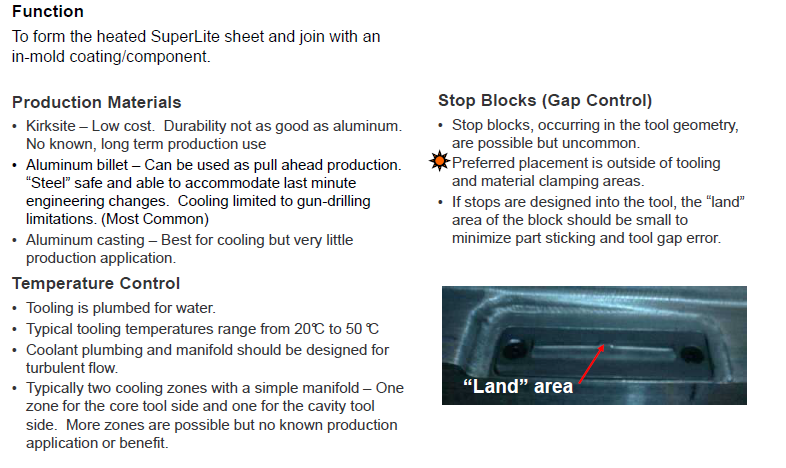 Function
To form the heated SuperLite sheet and join with an
in-mold coating/component.
Production Materials
• Kirksite – Low cost.  Durability not as good as aluminum.
No known, long term production use
• Aluminum billet – Can be used as pull ahead production.
“Steel” safe and able to accommodate last minute
engineering changes.  Cooling limited to gun-drilling
limitations. (Most Common)
• Aluminum casting – Best for cooling but very little
production application.
Temperature Control
• Tooling is plumbed for water.
• Typical tooling temperatures range from 20°C to 50 °C
• Coolant plumbing and manifold should be designed for
turbulent flow.
• Typically two cooling zones with a simple manifold – One
zone for the core tool side and one for the cavity tool
side.  More zones are possible but no known production
application or benefit.
Stop Blocks (Gap Control)
• Stop blocks, occurring in the tool geometry,
are possible but uncommon.
Preferred placement is outside of tooling
and material clamping areas.
• If stops are designed into the tool, the “land”
area of the block should be small to
minimize part sticking and tool gap error.
“Land” area